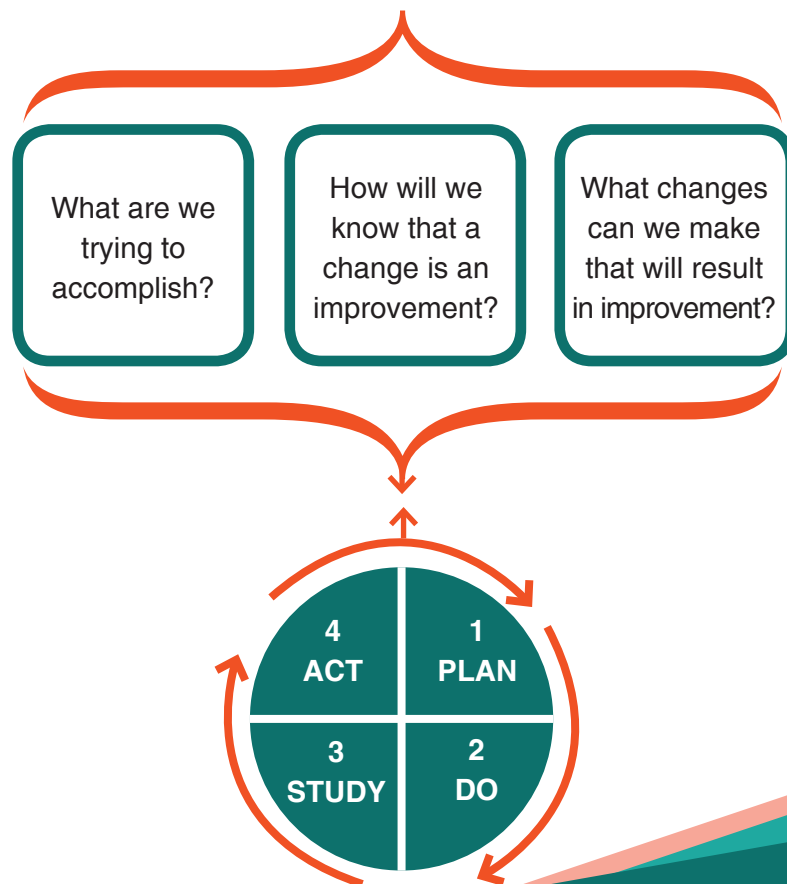 What are we
trying to
accomplish?
How will we
know that a
change is an
improvement?
What changes
can we make
that will result
in improvement?
4
ACT
1
PLAN
3
STUDY
2
DO